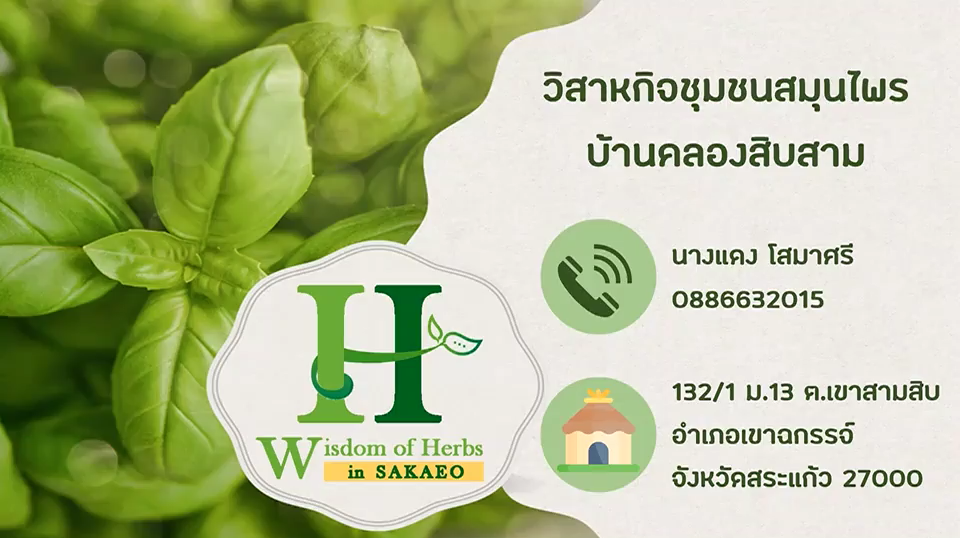 วิสาหกิจชุมชนสมุนไพร
บ้านคลองสิบสาม
นางแดง โสมาศรี
0886632015
132/1 ม.13 ต.เขาสามสิบ
อำเภอเขาฉกรรจ์
จังหวัดสระแก้ว 27000
H
Wisdom of Herbs
in SAKAEO